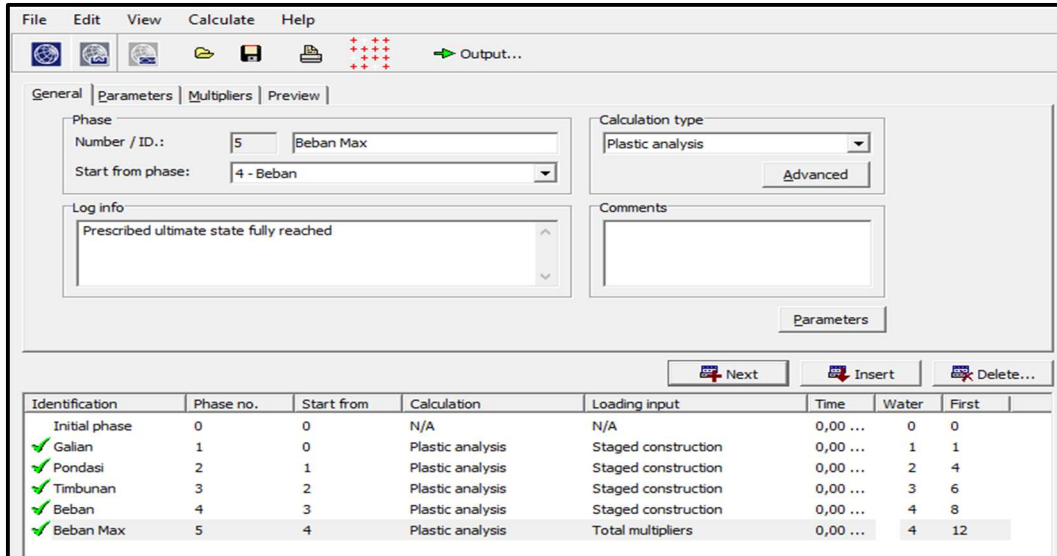 File Edit View Calculate Help
Output...
General Parameters Multipliers Preview
Phase
Calculation type
Number / ID.: 5 Beban Max
Plastic analysis
Start from phase: 4 - Beban
Advanced
Log info
Comments
Prescribed ultimate state fully reached
Parameters
Next Insert Delete...
Identification Phase no. Start from Calculation Loading input Time Water First
Initial phase 0 0 N/A N/A 0,00 ... 0 0
Galian 1 0 Plastic analysis Staged construction 0,00 ... 1 1
Pondasi 2 1 Plastic analysis Staged construction 0,00 ... 2 4
Timbunan 3 2 Plastic analysis Staged construction 0,00 ... 3 6
Beban 4 3 Plastic analysis Staged construction 0,00 ... 4 8
Beban Max 5 4 Plastic analysis Total multipliers 0,00 ... 4 12